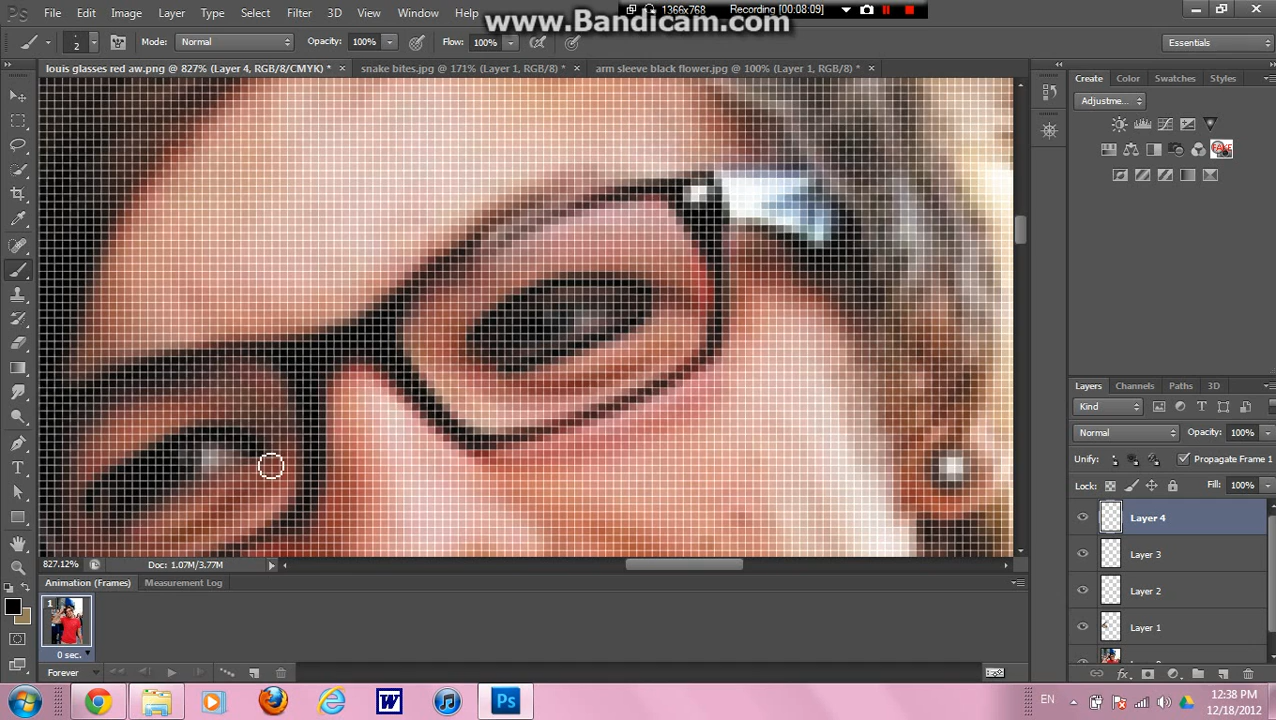 1366x768 Recording [00:08.09]
www.Bandicam.com
Ps File Edit Image Layer Type Select Filter 3D View Window Help
2 Mode: Normal Opacity: 100% Flow: 100% Essentials
louis glasses red aw.png @ 827% (Layer 4, RGB/8/CMYK) * × snake bites.jpg @ 171% (Layer 1, RGB/8) * × arm sleeve black flower.jpg @ 100% (Layer 1, RGB/8) * ×
Create Color Swatches Styles
Adjustme...
FAKE
Layers Channels Paths 3D
Kind
Normal Opacity: 100%
Unify: Propagate Frame 1
Lock: Fill: 100%
Layer 4
Layer 3
Layer 2
Layer 1
827.12% Doc: 1.07M/3.77M
Animation (Frames) Measurement Log
1
0 sec.
Forever
W Ps EN 12:38 PM
12/18/2012